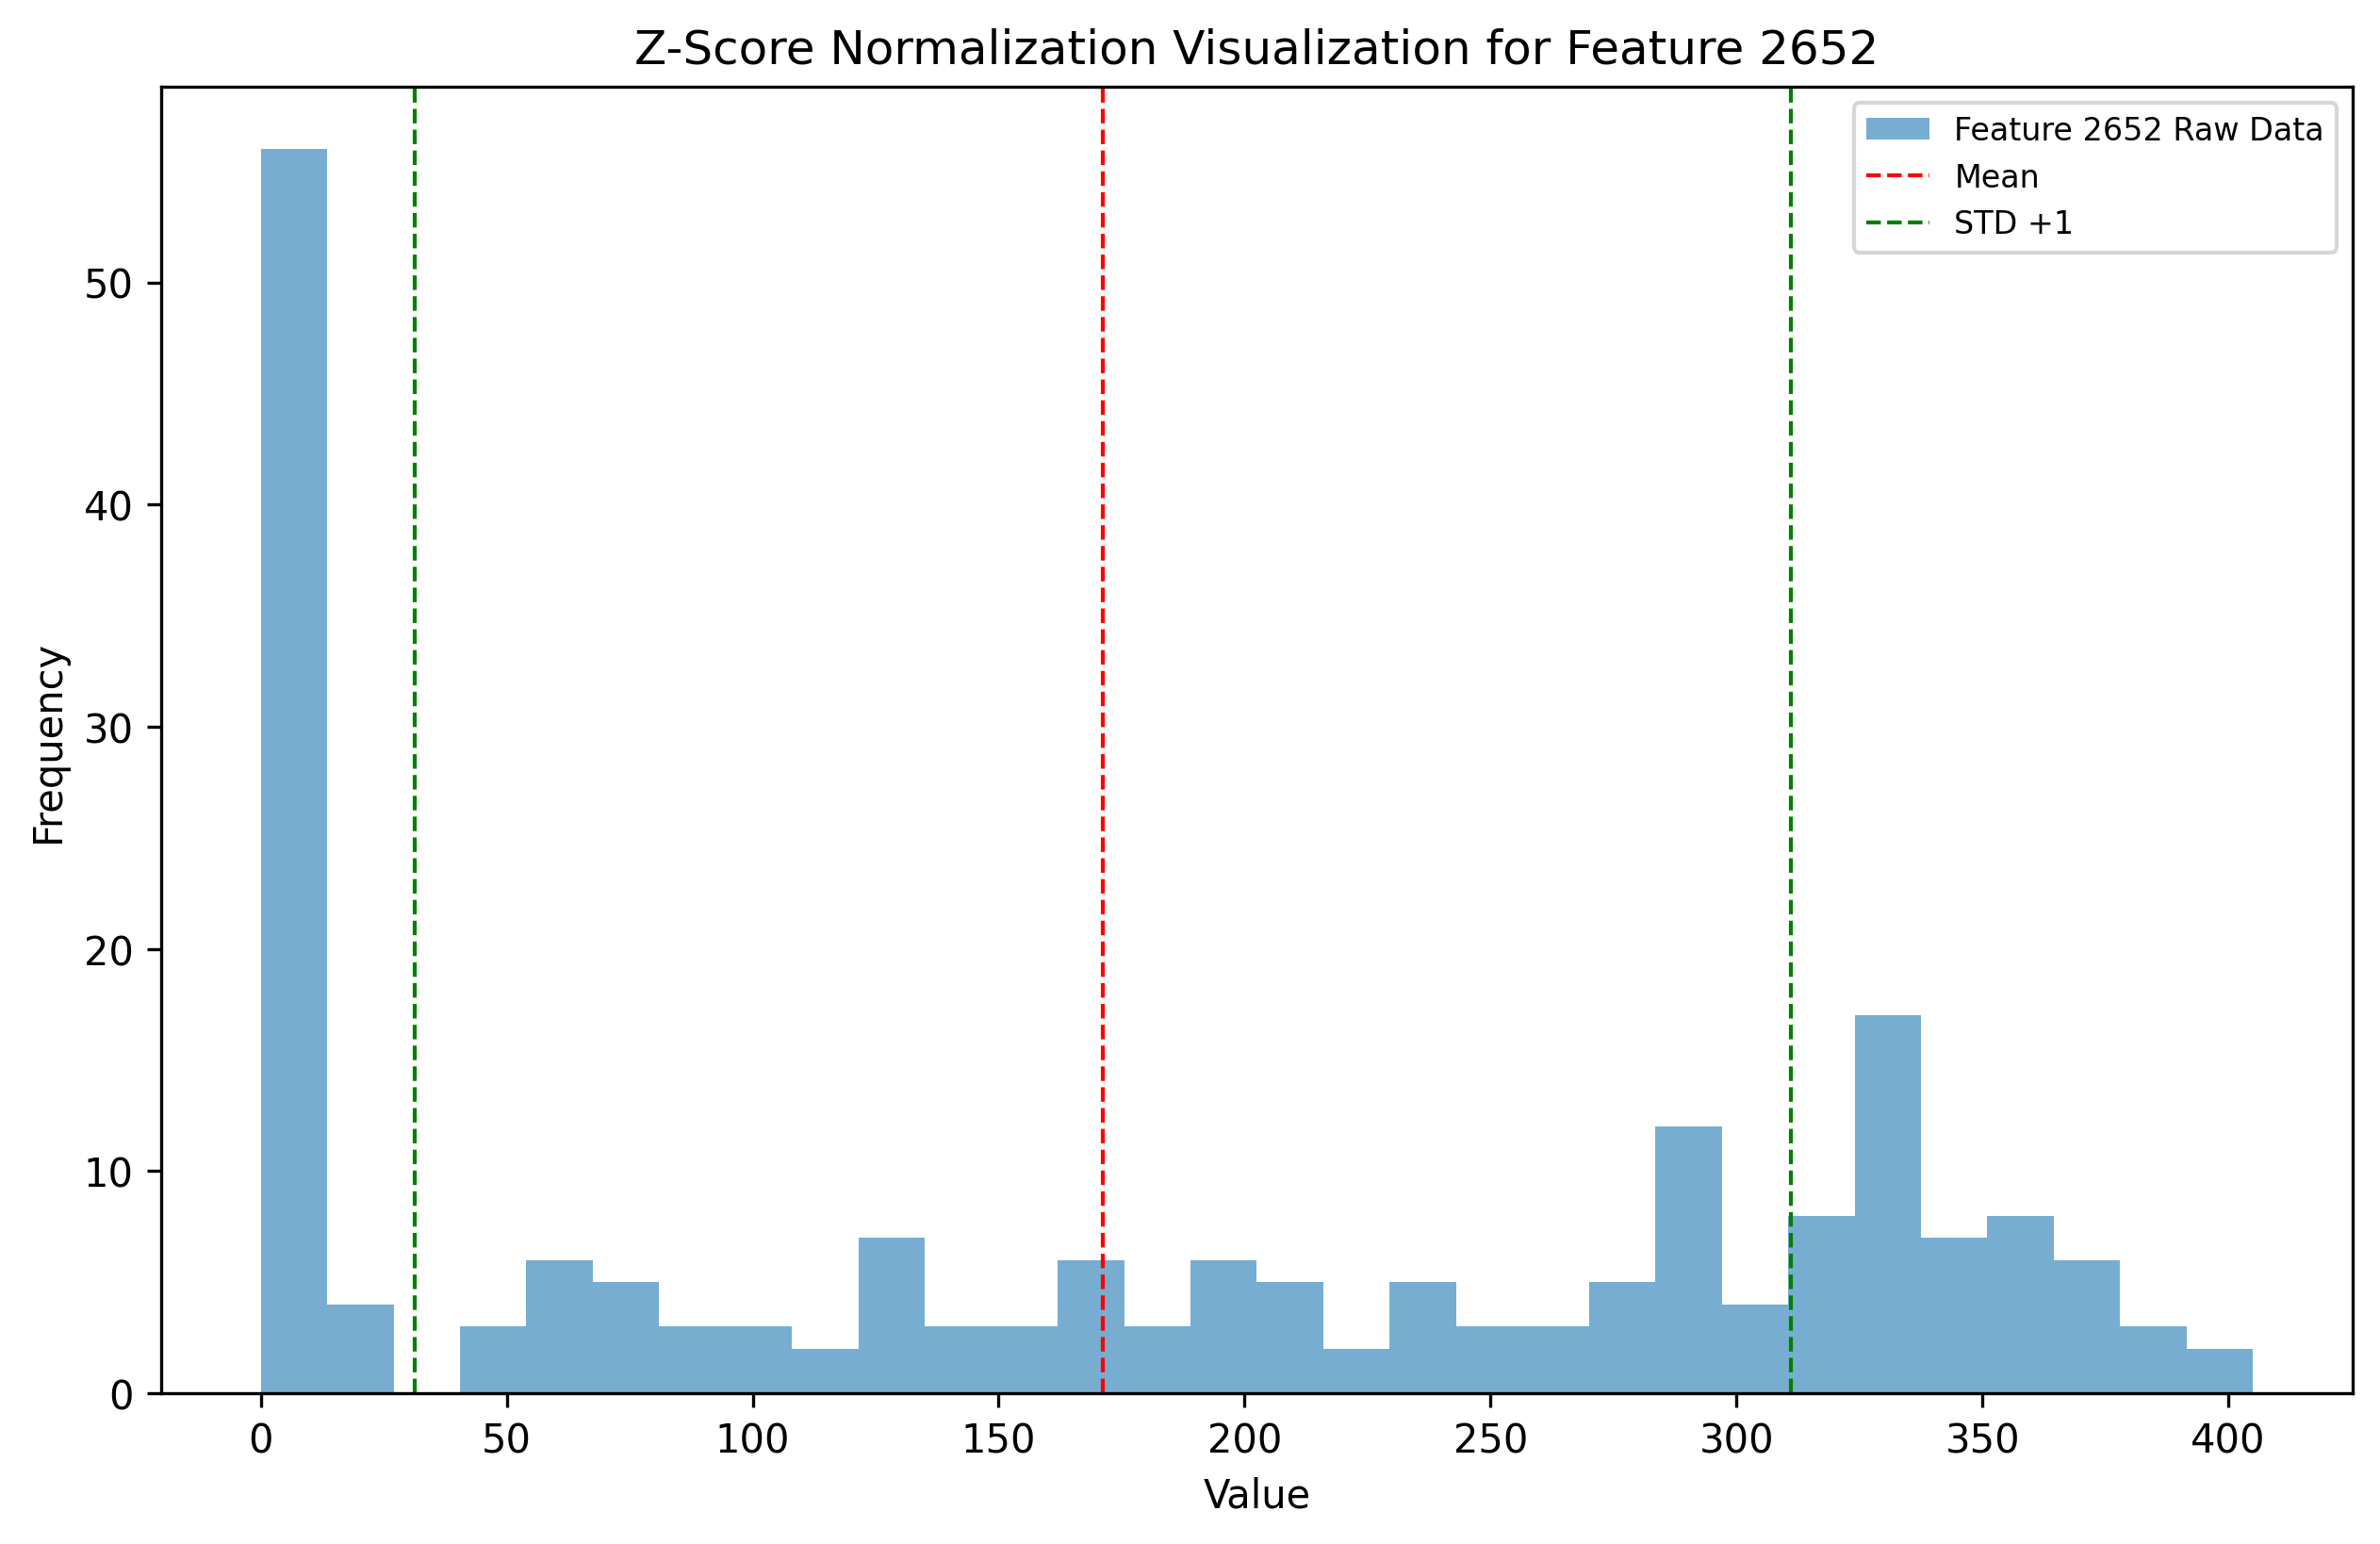 Z-Score Normalization Visualization for Feature 2652
Feature 2652 Raw Data
Mean
STD +1
Frequency
50
40
30
20
10
0
0 50 100 150 200 250 300 350 400
Value